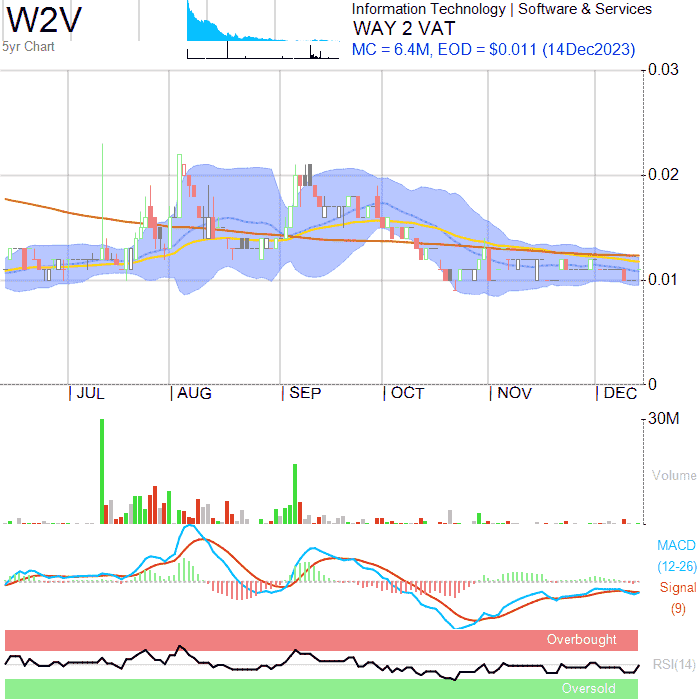 W2V
5yr Chart
Information Technology | Software & Services
WAY 2 VAT
MC = 6.4M, EOD = $0.011 (14Dec2023)
0.03
0.02
0.01
0
| JUL | AUG | SEP | OCT | NOV | DEC
30M
Volume
MACD
(12-26)
Signal
(9)
Overbought
RSI(14)
Oversold